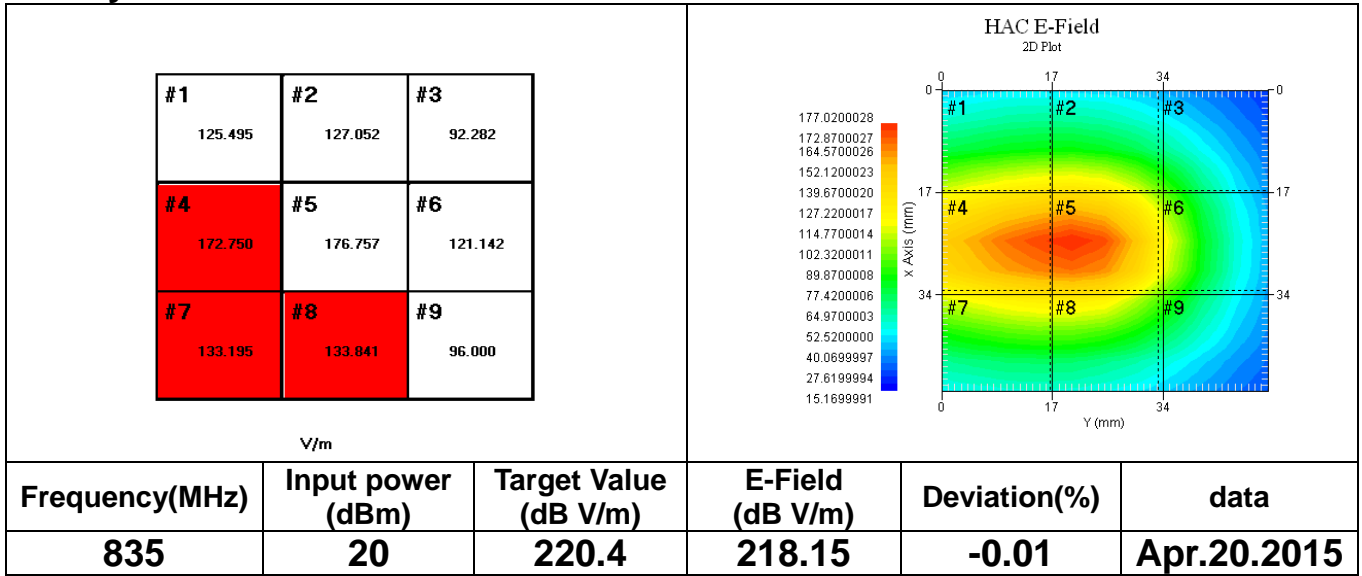 #1 #2 #3
125.495 127.052 92.282
#4 #5 #6
172.750 176.757 121.142
#7 #8 #9
133.195 133.841 96.000
V/m
HAC E-Field
2D Plot
0 17 34
0 0
177.0200028
172.8700027
164.5700026
152.1200023
139.6700020
127.2200017
114.7700014
102.3200011
89.8700008
77.4200006
64.9700003
52.5200000
40.0699997
27.6199994
15.1699991
x Axis (mm)
#1 #2 #3
17 17
#4 #5 #6
34 34
#7 #8 #9
0 17 34
Y (mm)
Frequency(MHz) Input power (dBm) Target Value (dB V/m) E-Field (dB V/m) Deviation(%) data
835 20 220.4 218.15 -0.01 Apr.20.2015